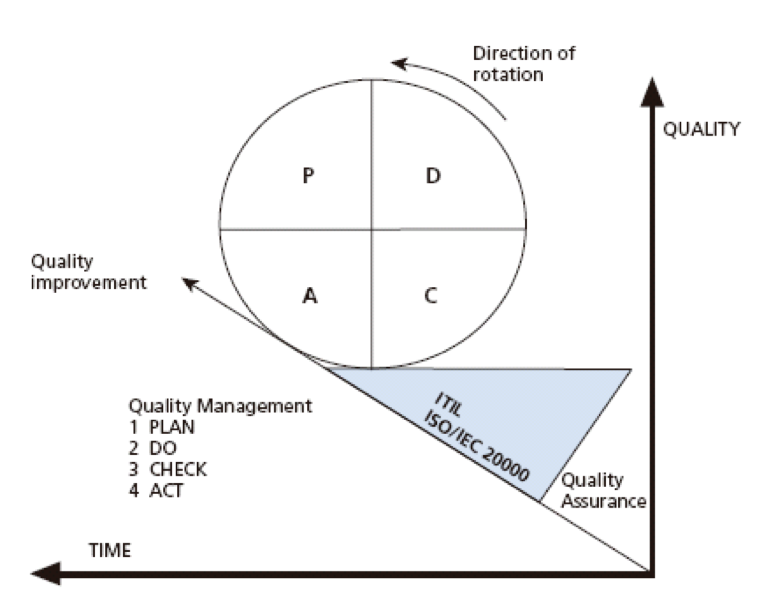 Direction of
rotation
QUALITY
P
D
Quality
improvement
A
C
Quality Management
1 PLAN
2 DO
3 CHECK
4 ACT
ITIL
ISO/IEC 20000
Quality
Assurance
TIME